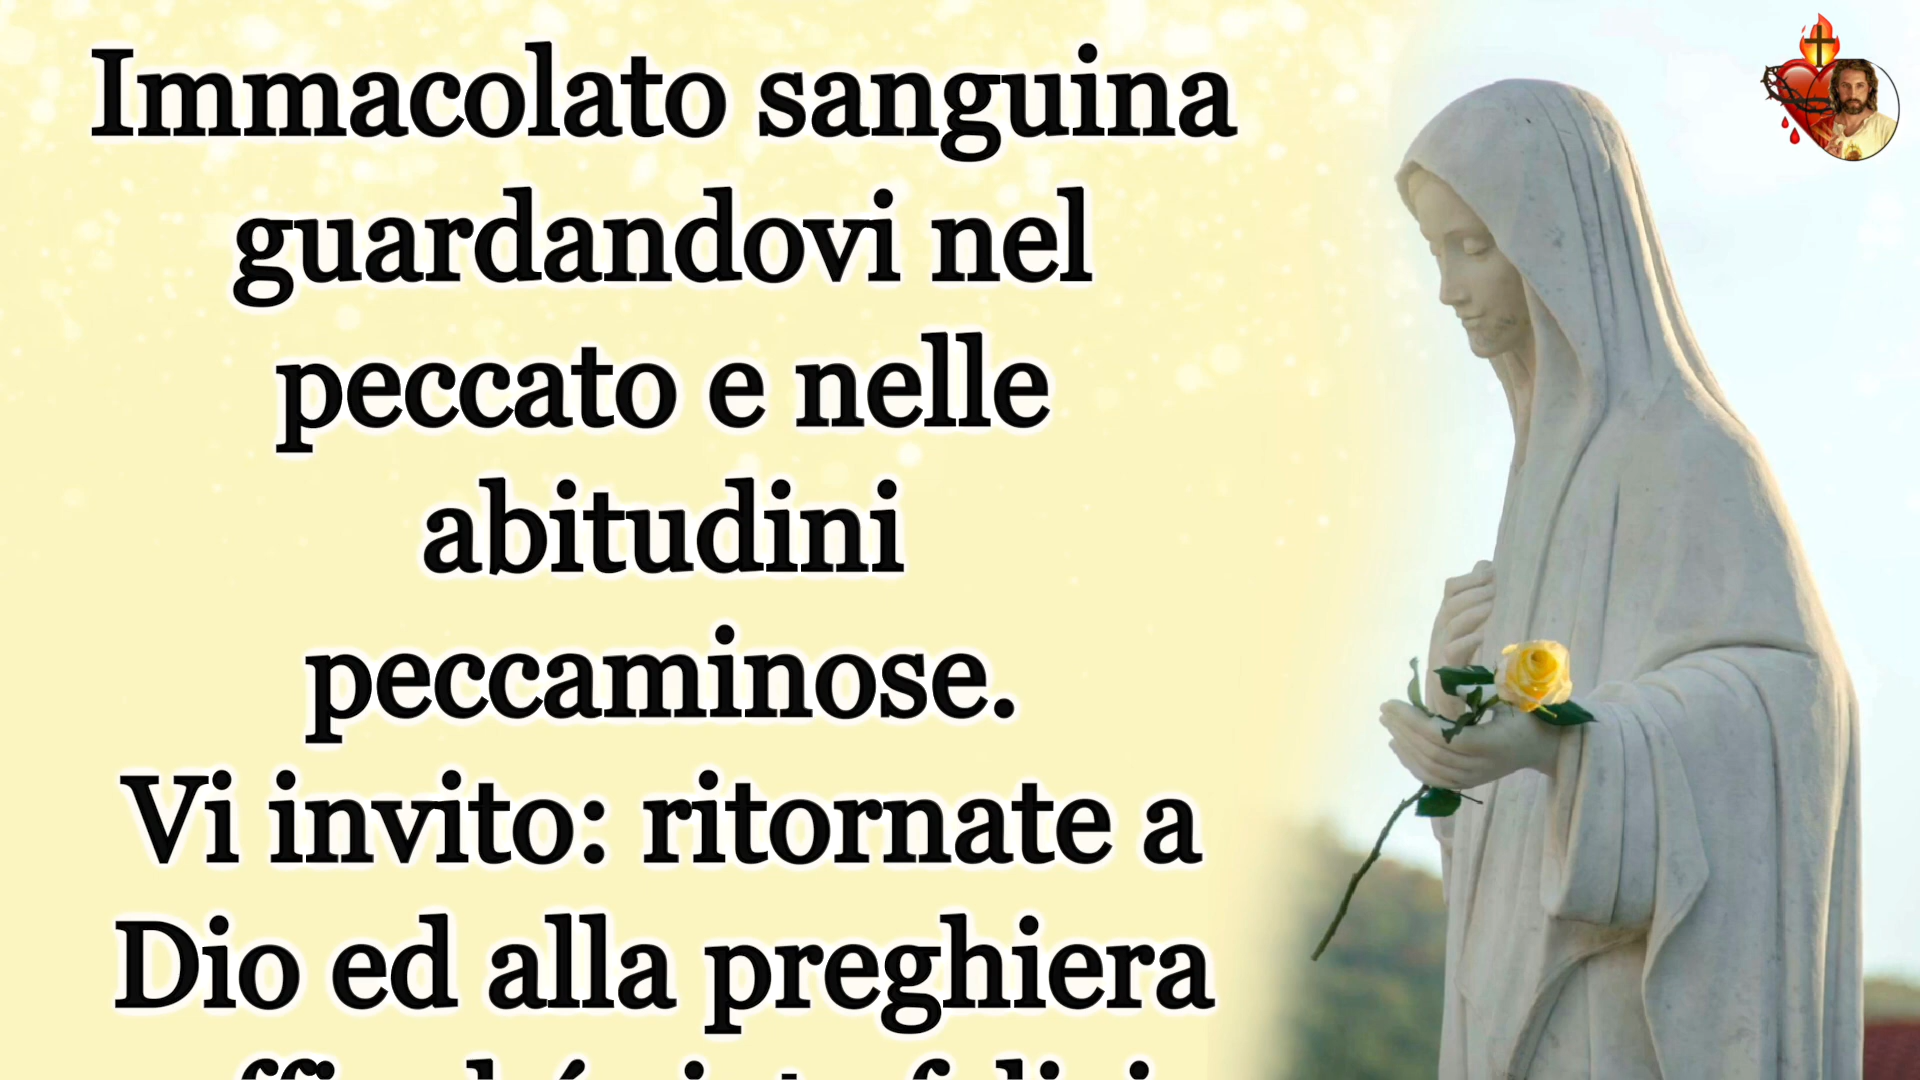 Immacolato sanguina
guardandovi nel
peccato e nelle
abitudini
peccaminose.
Vi invito: ritornate a
Dio ed alla preghiera